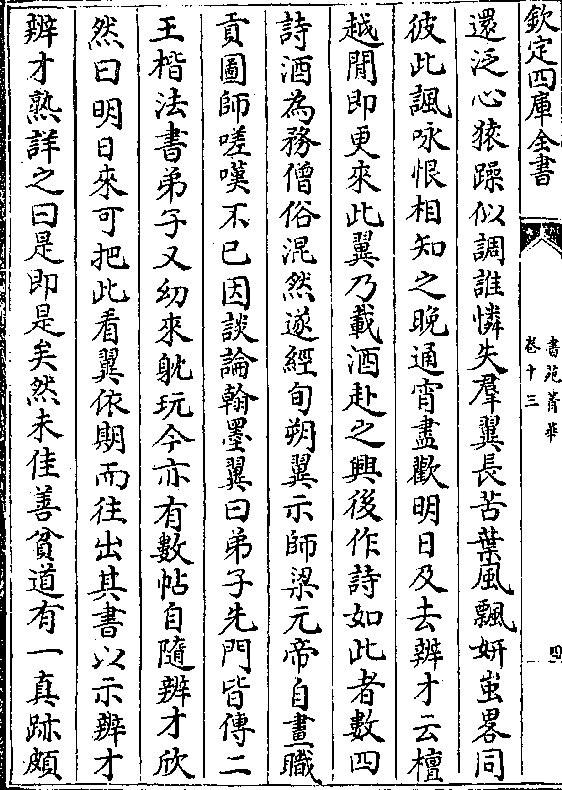 欽定四庫全書
書苑菁華
卷十三
四
還泛心猿躁似調誰憐失羣翼長苦葉風飄妍蚩畧同
彼此諷咏恨相知之晚通宵盡歡明日及去辨才云檀
越閒即更來此翼乃載酒赴之興後作詩如此者數四
詩酒為務僧俗混然遂經旬朔翼示師梁元帝自畫職
貢圖師嗟嘆不已因談論翰墨翼曰弟子先門皆傳二
王楷法書弟子又幼來躭玩今亦有數帖自隨辨才欣
然曰明日來可把此看翼依期而往出其書以示辨才
辨才熟詳之曰是即是矣然未佳善貧道有一真跡頗